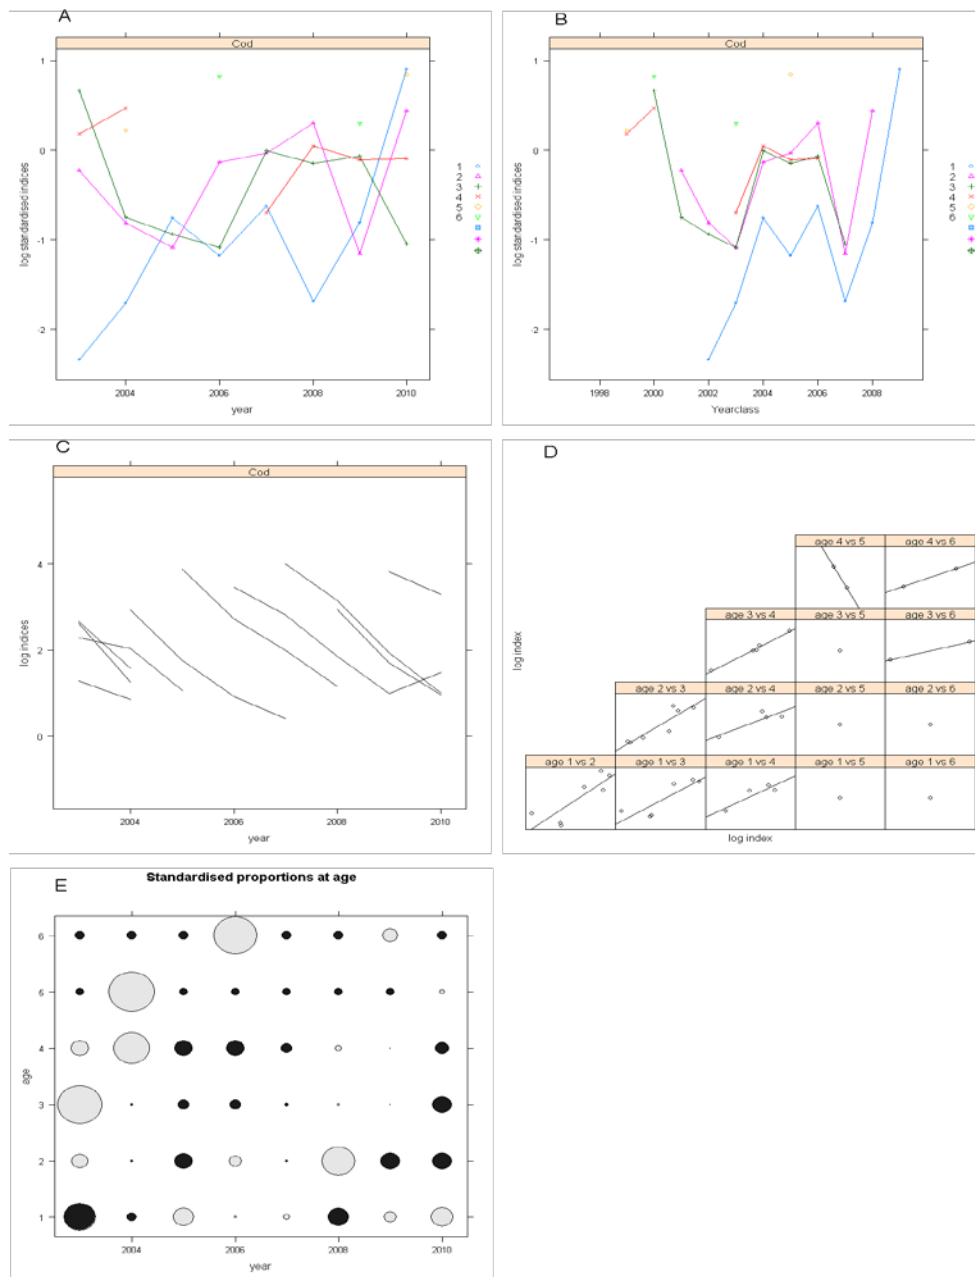 A
Cod
1
0
-1
-2
log standardised indices
2004
2006
2008
2010
year
1
2
3
4
5
6
B
Cod
1
0
-1
-2
log standardised indices
1998
2000
2002
2004
2006
2008
Yearclass
1
2
3
4
5
6
C
Cod
4
2
0
log indices
2004
2006
2008
2010
year
D
age 4 vs 5
age 4 vs 6
age 3 vs 4
age 3 vs 5
age 3 vs 6
age 2 vs 3
age 2 vs 4
age 2 vs 5
age 2 vs 6
age 1 vs 2
age 1 vs 3
age 1 vs 4
age 1 vs 5
age 1 vs 6
log index
log index
Standardised proportions at age
E
6
5
4
3
2
1
age
2004
2006
2008
2010
year